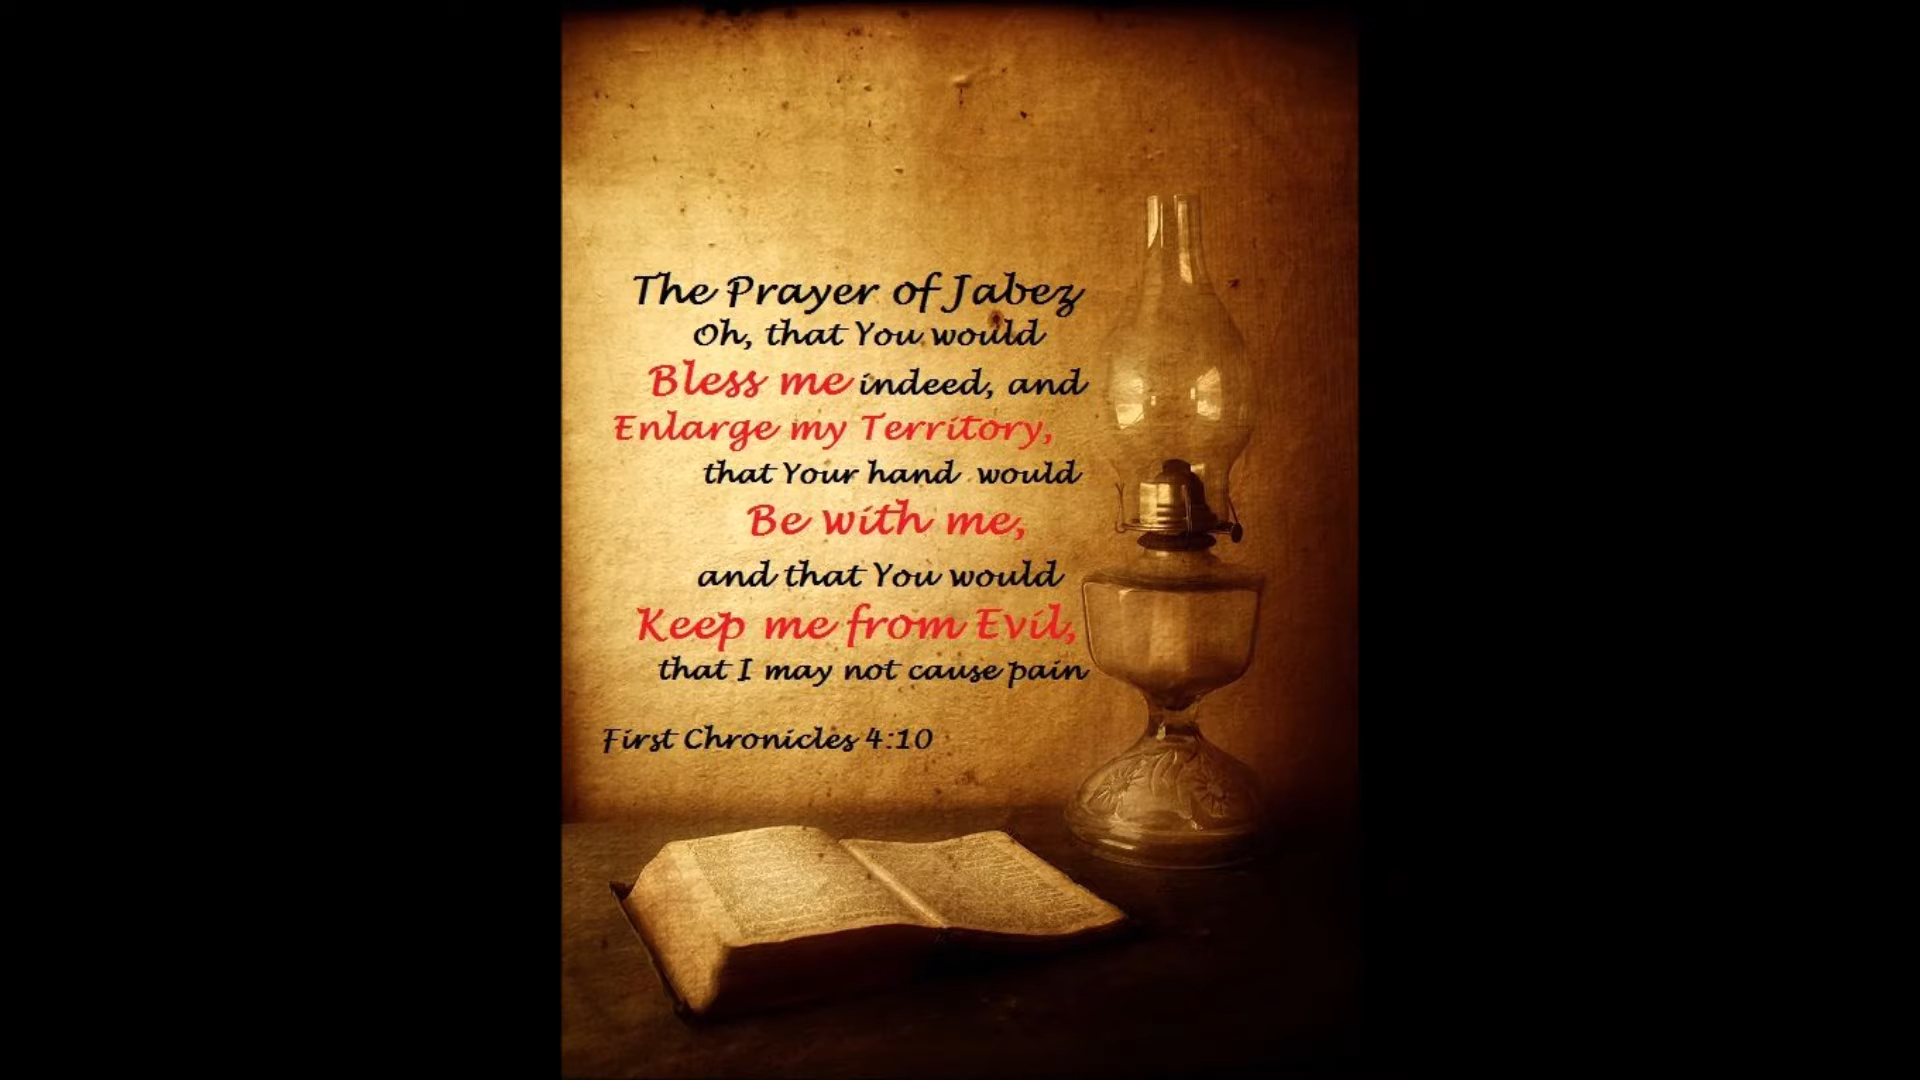 The Prayer of Jabez
Oh, that You would
Bless me indeed, and
Enlarge my Territory,
that Your hand would
Be with me,
and that You would
Keep me from Evil,
that I may not cause pain
First Chronicles 4:10